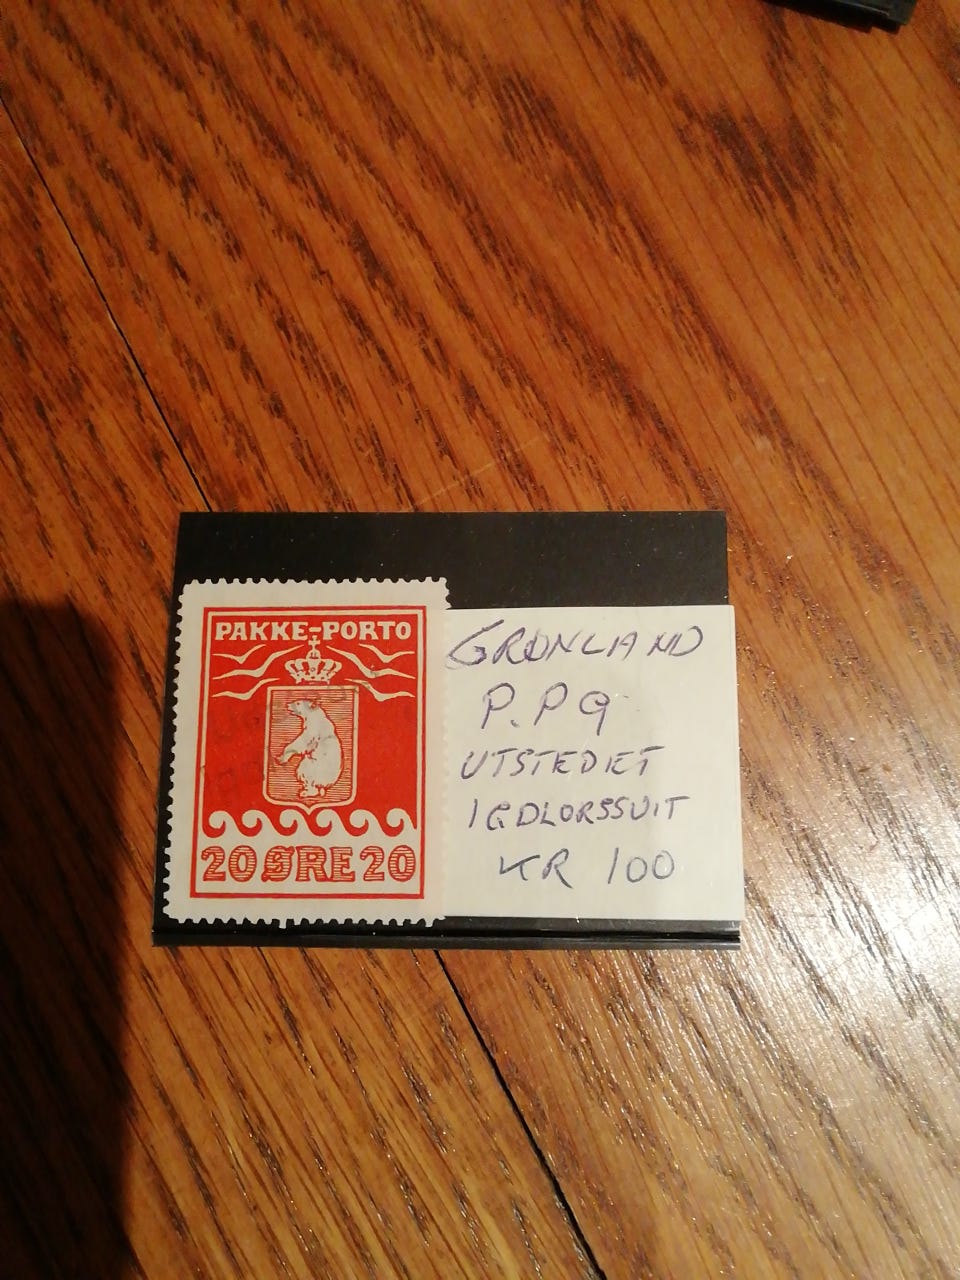 PAKKE-PORTO
20 ØRE 20
GRØNLAND
P.P 9
UTSTEDIET
IGDLORSSUIT
KR 100